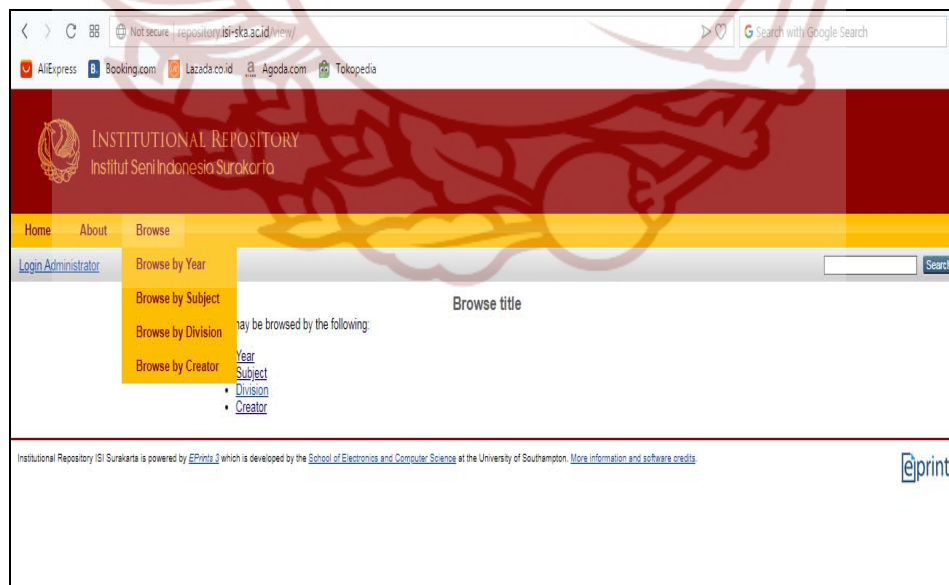 Not secure | repository.isi-ska.ac.id/view/
G Search with Google Search
AliExpress B. Booking.com Lazada.co.id a Agoda.com Tokopedia
INSTITUTIONAL REPOSITORY
Institut Seni Indonesia Surakarta
Home About Browse
Login Administrator
Search
Browse by Year
Browse by Subject
Browse by Division
Browse by Creator
Browse title
may be browsed by the following:
• Year
• Subject
• Division
• Creator
Institutional Repository ISI Surakarta is powered by EPrints 3 which is developed by the School of Electronics and Computer Science at the University of Southampton. More information and software credits.
eprint